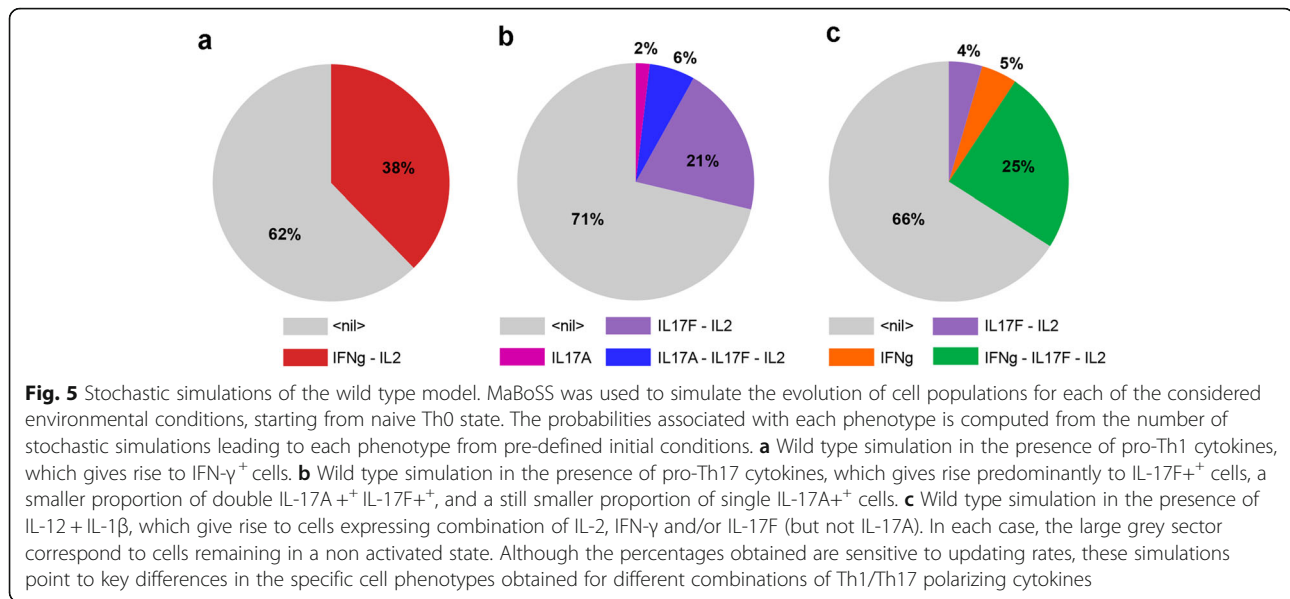 a
b
c
38%
62%
2%
6%
21%
71%
4%
5%
25%
66%
<nil>
IFNg - IL2
<nil>
IL17F - IL2
IL17A
IL17A - IL17F - IL2
<nil>
IL17F - IL2
IFNg
IFNg - IL17F - IL2
Fig. 5 Stochastic simulations of the wild type model. MaBoSS was used to simulate the evolution of cell populations for each of the considered
environmental conditions, starting from naive Th0 state. The probabilities associated with each phenotype is computed from the number of
stochastic simulations leading to each phenotype from pre-defined initial conditions. a Wild type simulation in the presence of pro-Th1 cytokines,
which gives rise to IFN-γ⁺ cells. b Wild type simulation in the presence of pro-Th17 cytokines, which gives rise predominantly to IL-17F+⁺ cells, a
smaller proportion of double IL-17A +⁺ IL-17F+⁺, and a still smaller proportion of single IL-17A+⁺ cells. c Wild type simulation in the presence of
IL-12 + IL-1β, which give rise to cells expressing combination of IL-2, IFN-γ and/or IL-17F (but not IL-17A). In each case, the large grey sector
correspond to cells remaining in a non activated state. Although the percentages obtained are sensitive to updating rates, these simulations
point to key differences in the specific cell phenotypes obtained for different combinations of Th1/Th17 polarizing cytokines